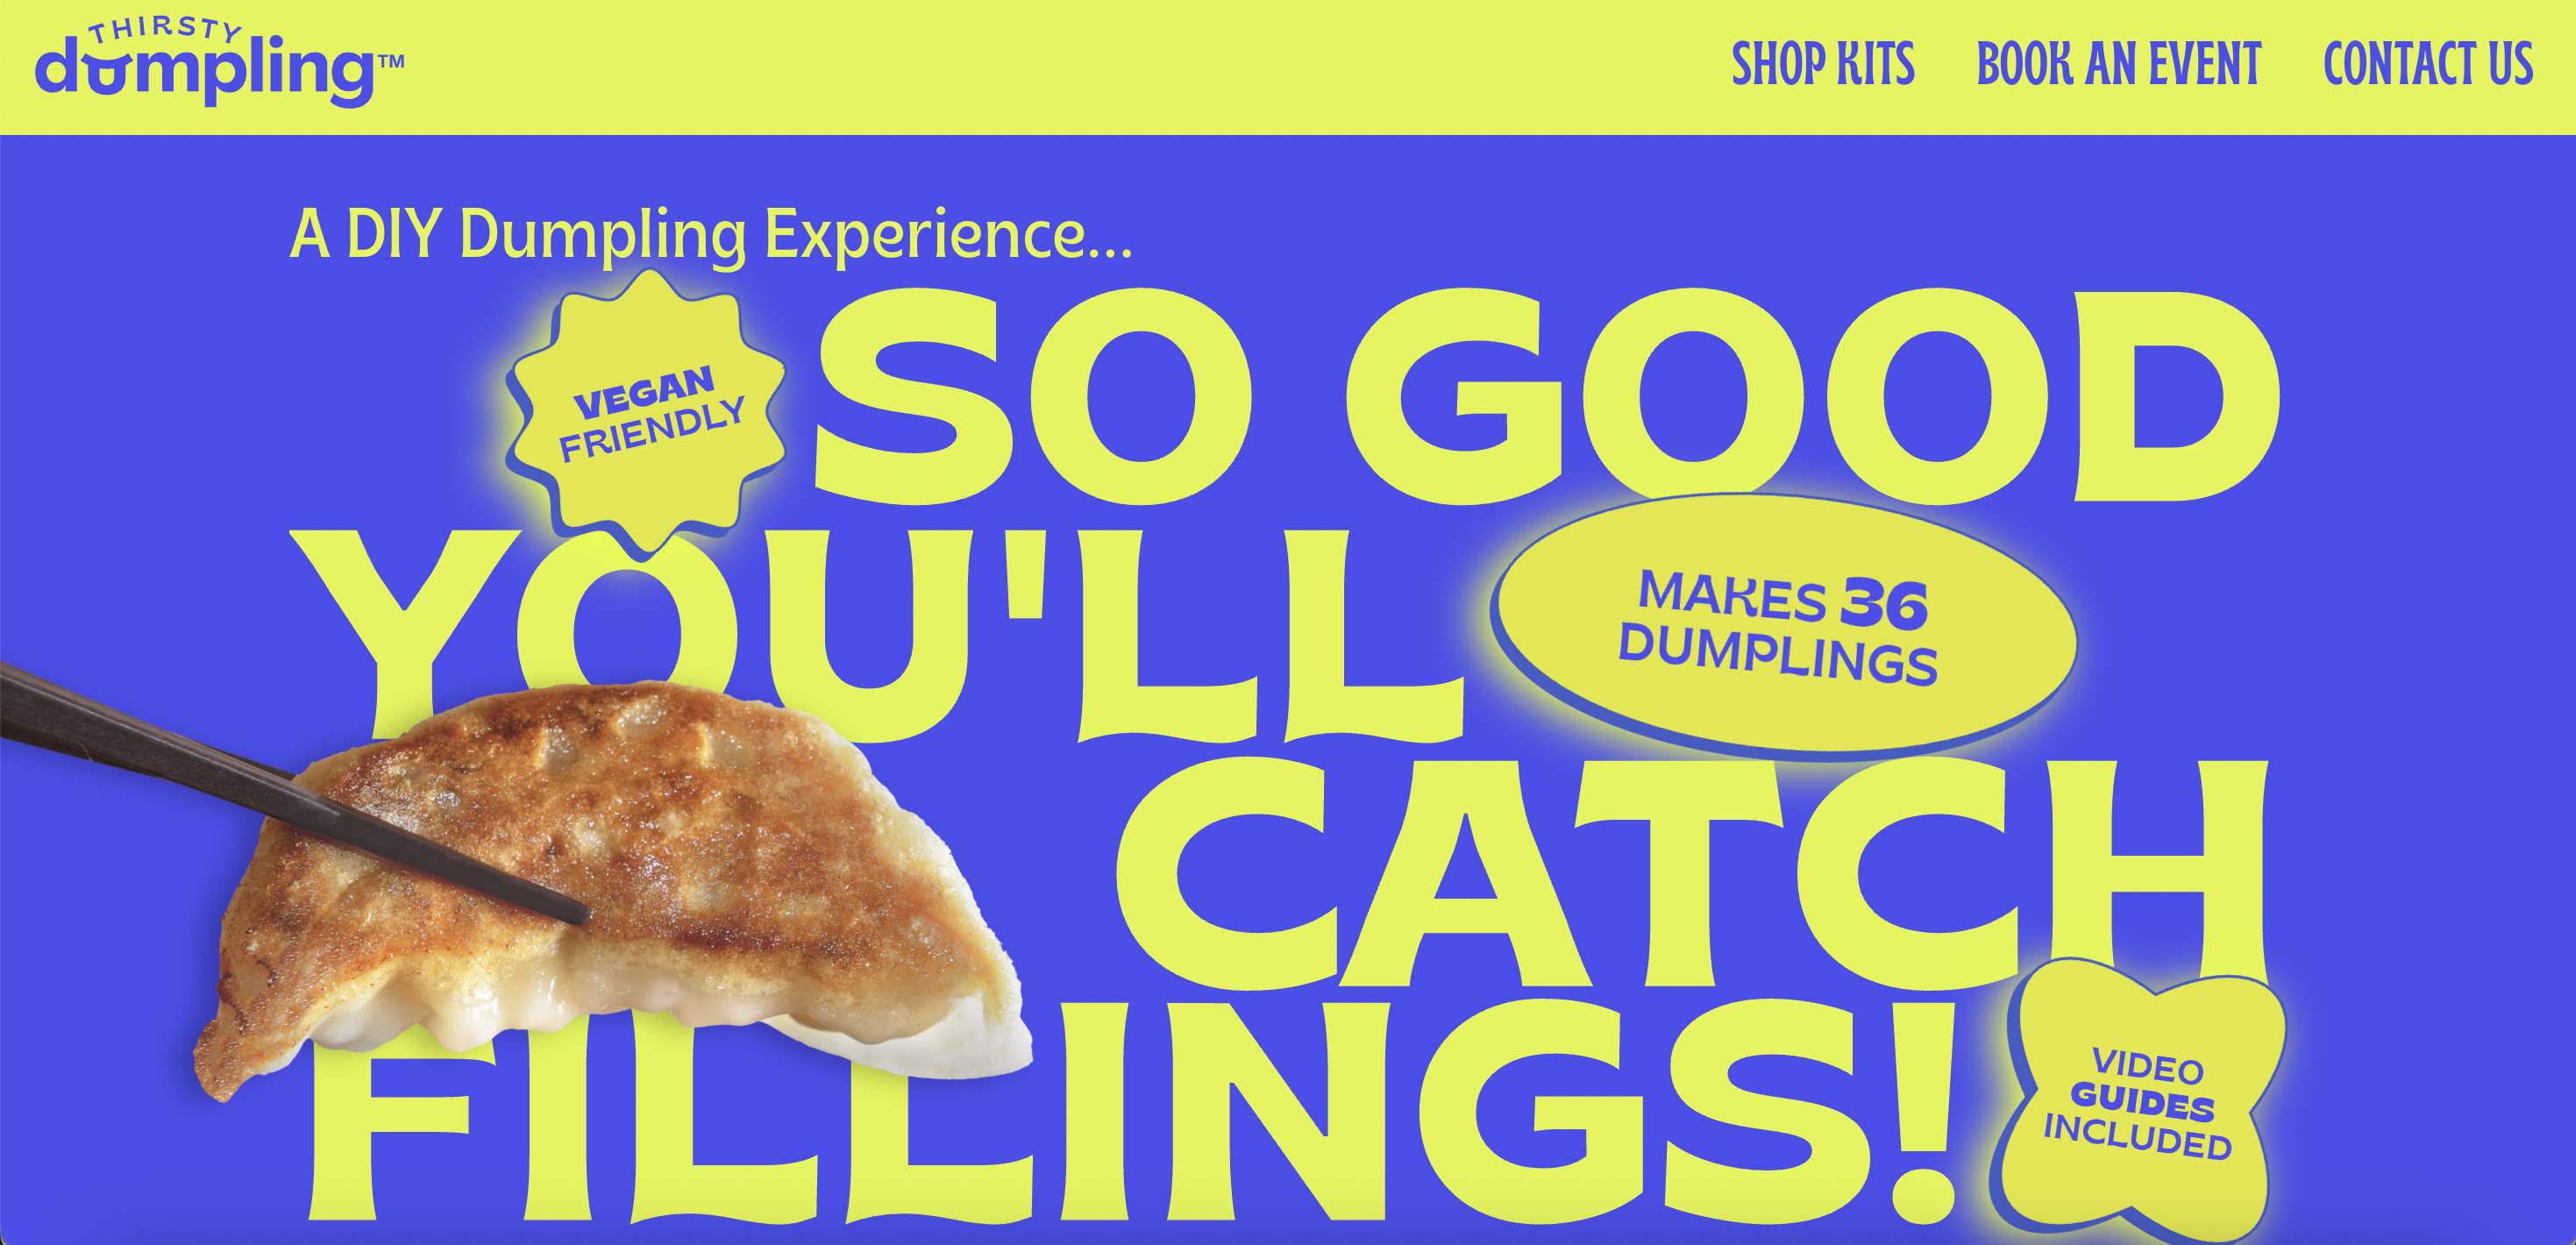 THIRSTY
dumpling™
SHOP KITS
BOOK AN EVENT
CONTACT US
A DIY Dumpling Experience...
VEGAN
FRIENDLY
SO GOOD
YOU'LL
MAKES 36
DUMPLINGS
CATCH
FILLINGS!
VIDEO
GUIDES
INCLUDED